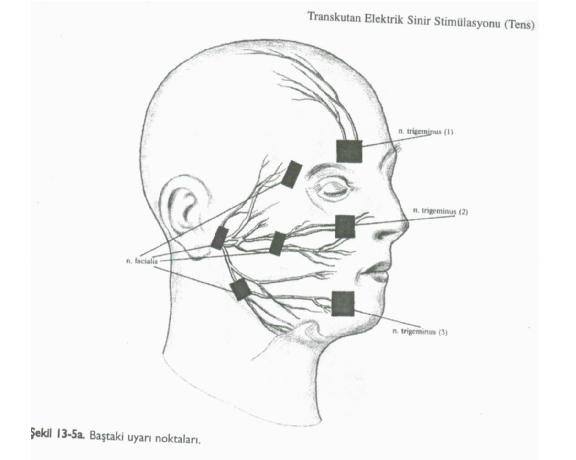 Transkutan Elektrik Sinir Stimülasyonu (Tens)
n. trigeminus (1)
n. trigeminus (2)
n. facialis
n. trigeminus (3)
Şekil 13-5a. Baştaki uyarı noktaları.